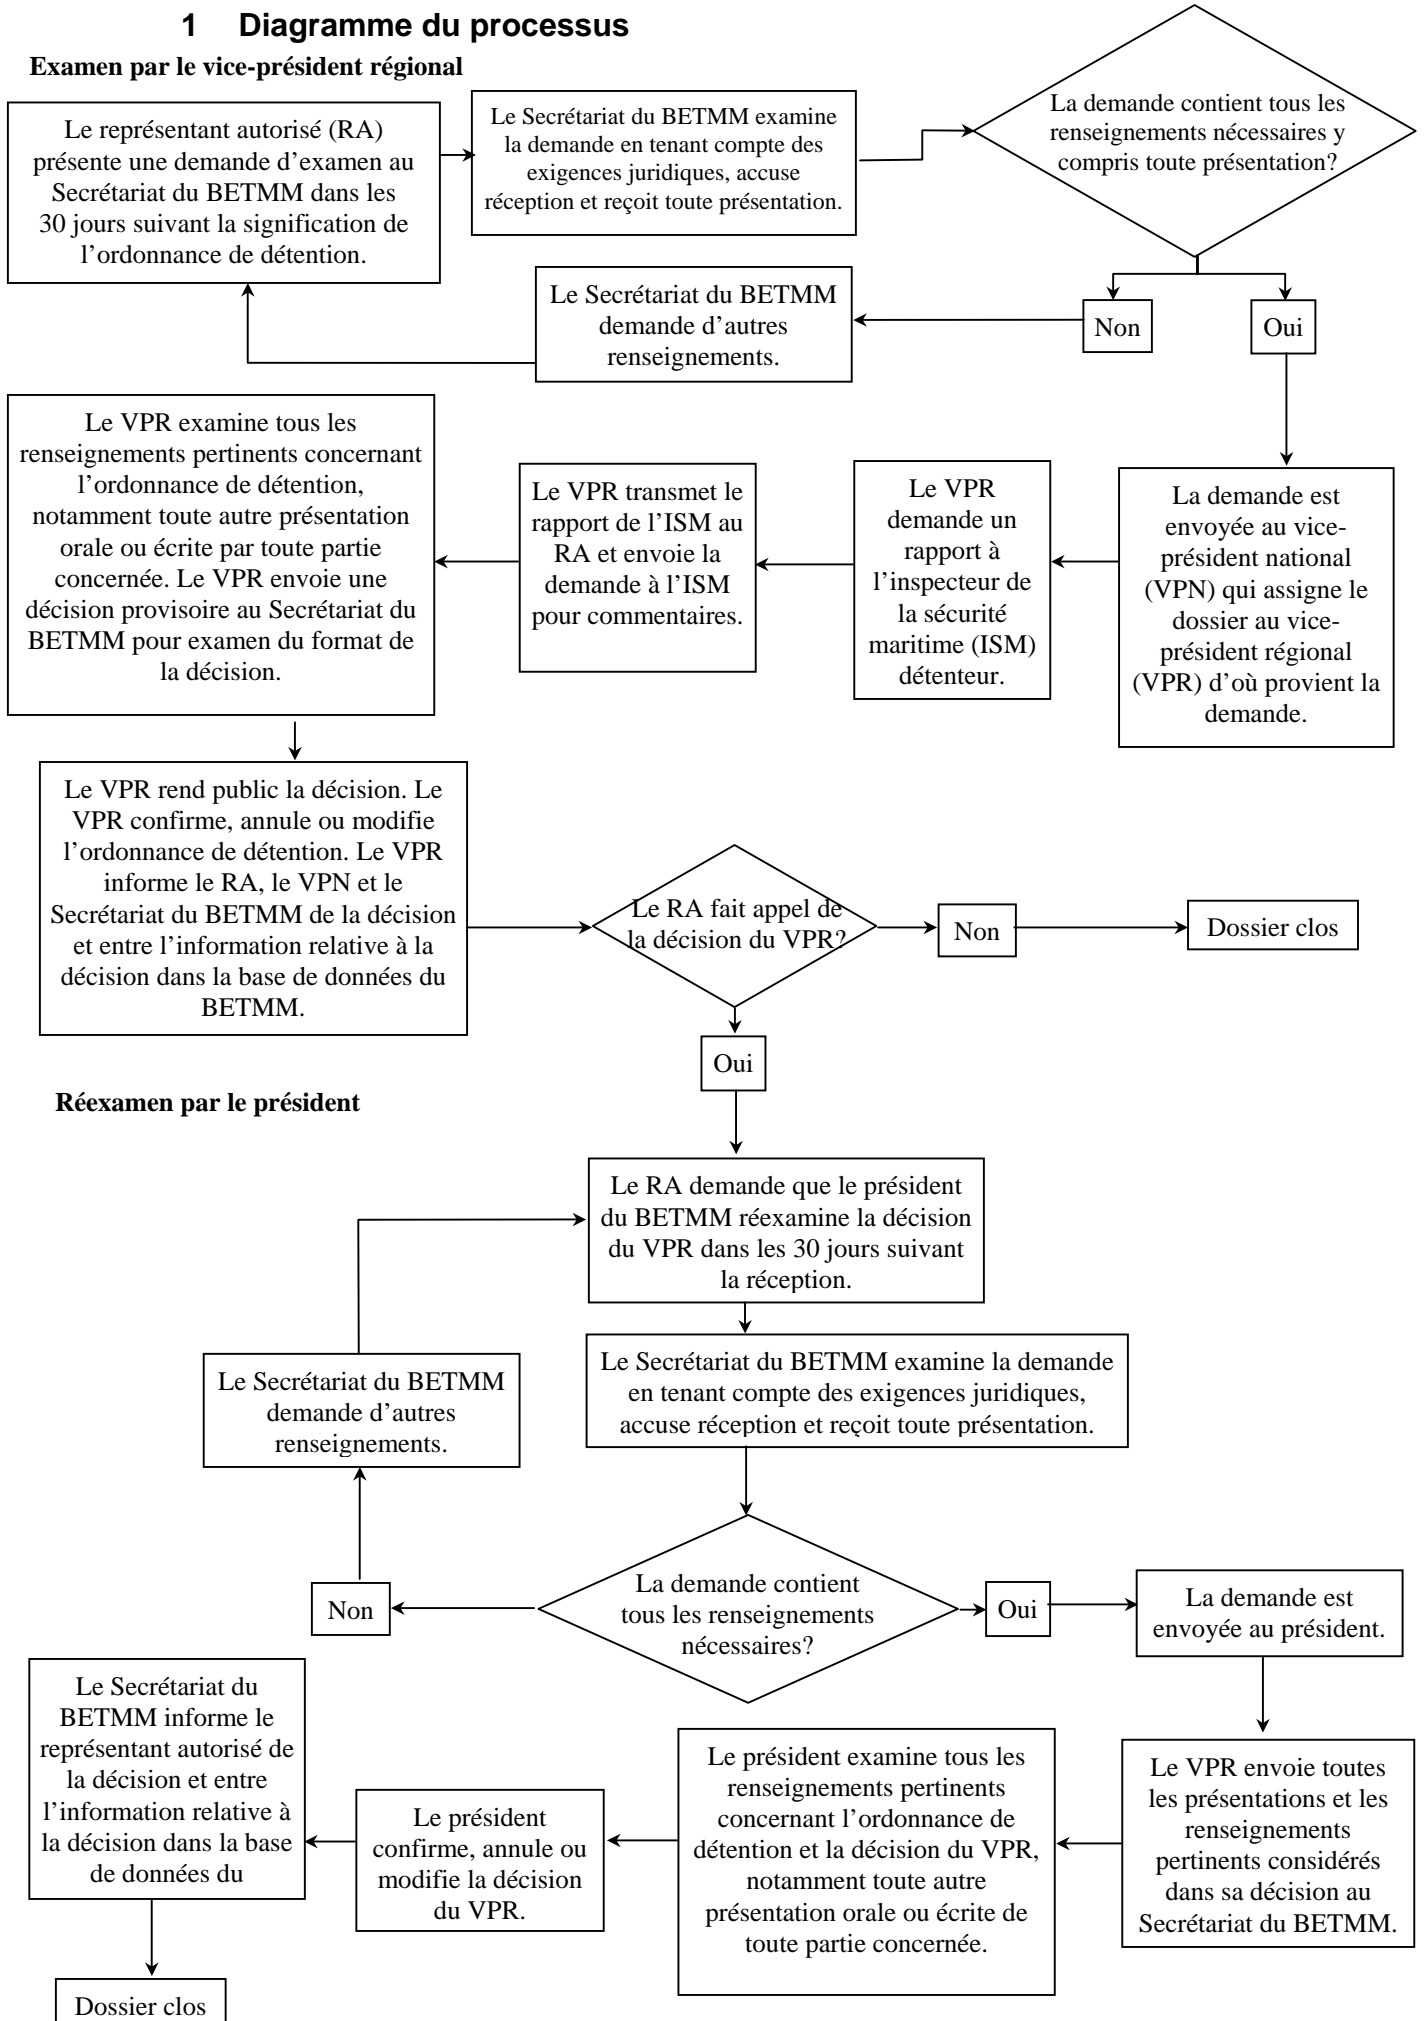 1 Diagramme du processus
Examen par le vice-président régional
Le représentant autorisé (RA)
présente une demande d’examen au
Secrétariat du BETMM dans les
30 jours suivant la signification de
l’ordonnance de détention.
Le Secrétariat du BETMM examine
la demande en tenant compte des
exigences juridiques, accuse
réception et reçoit toute présentation.
La demande contient tous les
renseignements nécessaires y
compris toute présentation?
Le Secrétariat du BETMM
demande d’autres
renseignements.
Non
Oui
Le VPR examine tous les
renseignements pertinents concernant
l’ordonnance de détention,
notamment toute autre présentation
orale ou écrite par toute partie
concernée. Le VPR envoie une
décision provisoire au Secrétariat du
BETMM pour examen du format de
la décision.
Le VPR transmet le
rapport de l’ISM au
RA et envoie la
demande à l’ISM
pour commentaires.
Le VPR
demande un
rapport à
l’inspecteur de
la sécurité
maritime (ISM)
détenteur.
La demande est
envoyée au vice-
président national
(VPN) qui assigne le
dossier au vice-
président régional
(VPR) d’où provient la
demande.
Le VPR rend public la décision. Le
VPR confirme, annule ou modifie
l’ordonnance de détention. Le VPR
informe le RA, le VPN et le
Secrétariat du BETMM de la décision
et entre l’information relative à la
décision dans la base de données du
BETMM.
Le RA fait appel de
la décision du VPR?
Non
Dossier clos
Oui
Réexamen par le président
Le RA demande que le président
du BETMM réexamine la décision
du VPR dans les 30 jours suivant
la réception.
Le Secrétariat du BETMM
demande d’autres
renseignements.
Le Secrétariat du BETMM examine la demande
en tenant compte des exigences juridiques,
accuse réception et reçoit toute présentation.
Non
La demande contient
tous les renseignements
nécessaires?
Oui
La demande est
envoyée au président.
Le Secrétariat du
BETMM informe le
représentant autorisé de
la décision et entre
l’information relative à
la décision dans la base
de données du
Le président
confirme, annule ou
modifie la décision
du VPR.
Le président examine tous les
renseignements pertinents
concernant l’ordonnance de
détention et la décision du VPR,
notamment toute autre
présentation orale ou écrite de
toute partie concernée.
Le VPR envoie toutes
les présentations et les
renseignements
pertinents considérés
dans sa décision au
Secrétariat du BETMM.
Dossier clos